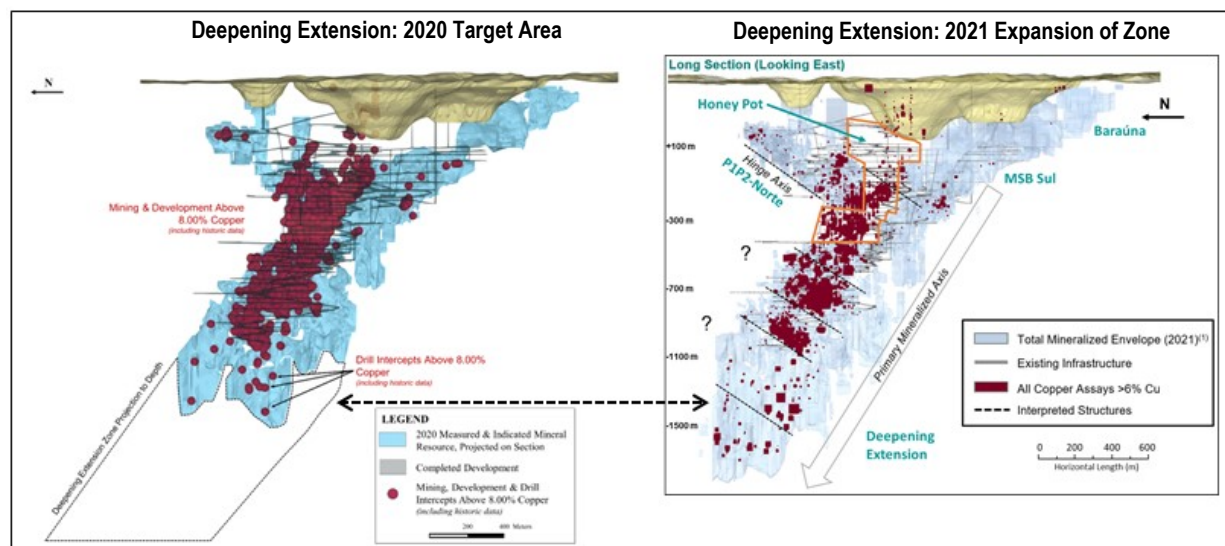 Deepening Extension: 2020 Target Area
N
Mining & Development Above
8.00% Copper
(including historic data)
Drill Intercepts Above 8.00%
Copper
(including historic data)
Deepening Extension Zone Projection to Depth
LEGEND
2020 Measured & Indicated Mineral
Resource, Projected on Section
Completed Development
Mining, Development & Drill
Intercepts Above 8.00% Copper
(including historic data)
200 400 Meters
Deepening Extension: 2021 Expansion of Zone
Long Section (Looking East)
Honey Pot
N
Baraúna
+100 m
Hinge Axis
P1P2-Norte
MSB Sul
-300 m
?
-700 m
?
Primary Mineralized Axis
-1100 m
-1500 m
Deepening
Extension
Total Mineralized Envelope (2021)(1)
Existing Infrastructure
All Copper Assays >6% Cu
Interpreted Structures
0 200 400 600
Horizontal Length (m)